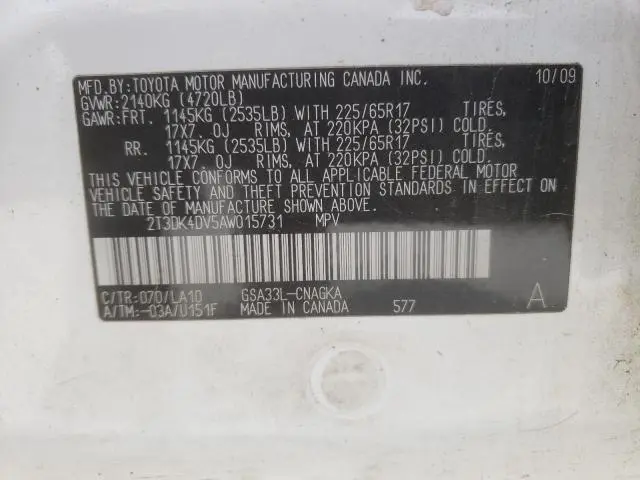 MFD. BY: TOYOTA MOTOR MANUFACTURING CANADA INC. 10/09
GVWR: 2140KG (4720LB)
GAWR: FRT. 1145KG (2535LB) WITH 225/65R17 TIRES,
17X7.0J RIMS, AT 220KPA (32PSI) COLD.
RR. 1145KG (2535LB) WITH 225/65R17 TIRES,
17X7.0J RIMS, AT 220KPA (32PSI) COLD.
THIS VEHICLE CONFORMS TO ALL APPLICABLE FEDERAL MOTOR
VEHICLE SAFETY AND THEFT PREVENTION STANDARDS IN EFFECT ON
THE DATE OF MANUFACTURE SHOWN ABOVE.
2T3DK4DV5AW015731 MPV
C/TR: 070/LA10 GSA33L-CNAGKA
A/TM: -03A/U151F MADE IN CANADA 577 A